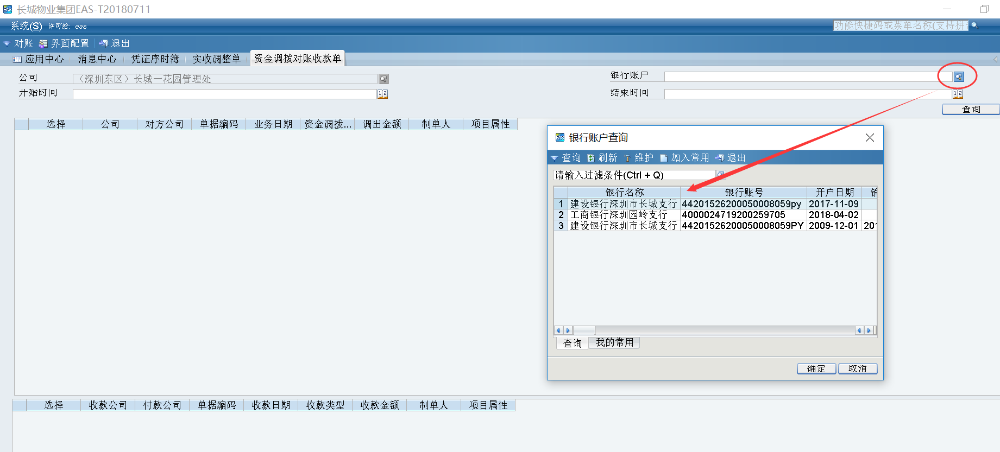 长城物业集团EAS-T20180711
系统(S) 许可给: eas 功能快捷码或菜单名称(支持拼音
对账 界面配置 退出
应用中心 消息中心 凭证序时簿 实收调整单 资金调拨对账收款单
公司 （深圳东区）长城一花园管理处 银行账户
开始时间 结束时间
查询
选择 公司 对方公司 单据编码 业务日期 资金调拨... 调出金额 制单人 项目属性
银行账户查询
查询 刷新 维护 加入常用 退出
请输入过滤条件(Ctrl + Q)
银行名称 银行账号 开户日期
1 建设银行深圳市长城支行 44201526200050008059py 2017-11-09
2 工商银行深圳园岭支行 4000024719200259705 2018-04-02
3 建设银行深圳市长城支行 44201526200050008059PY 2009-12-01 201
查询 我的常用
确定 取消
选择 收款公司 付款公司 单据编码 收款日期 收款类型 收款金额 制单人 项目属性